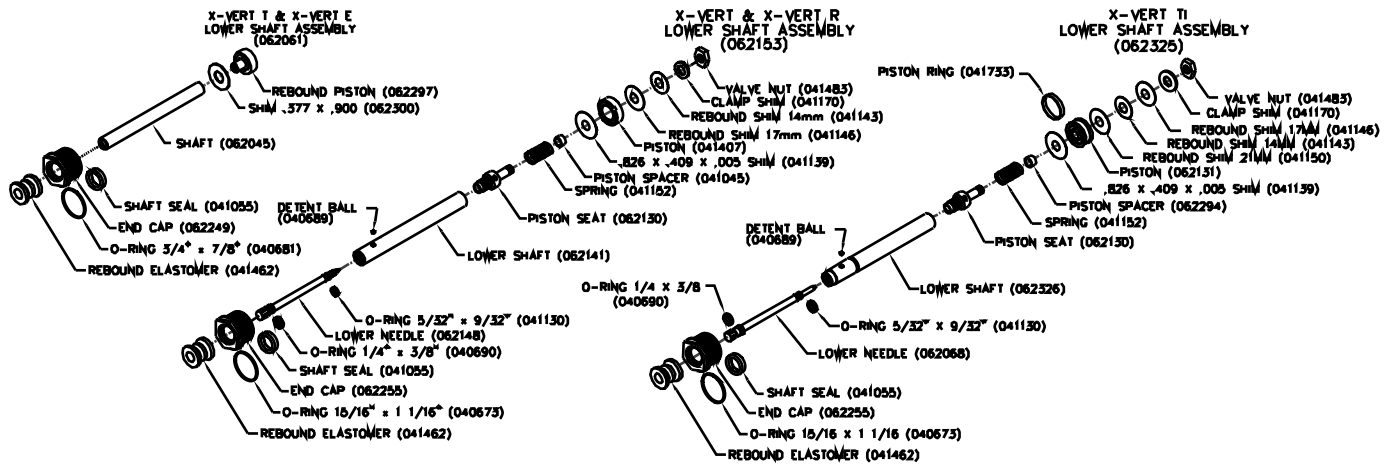 X-VERT T & X-VERT E
LOWER SHAFT ASSEMBLY
(062061)
REBOUND PISTON (062297)
SHIM .377 X .900 (062300)
SHAFT (062045)
SHAFT SEAL (041055)
END CAP (062249)
O-RING 3/4" x 7/8" (040681)
REBOUND ELASTOMER (041462)
X-VERT & X-VERT R
LOWER SHAFT ASSEMBLY
(062153)
VALVE NUT (041483)
CLAMP SHIM (041170)
REBOUND SHIM 14mm (041143)
REBOUND SHIM 17mm (041146)
PISTON (041407)
.826 x .409 x .005 SHIM (041139)
PISTON SPACER (041045)
SPRING (041152)
PISTON SEAT (062130)
DETENT BALL
(040689)
LOWER SHAFT (062141)
O-RING 5/32" x 9/32" (041130)
LOWER NEEDLE (062148)
O-RING 1/4" x 3/8" (040690)
SHAFT SEAL (041055)
END CAP (062255)
O-RING 15/16" x 1 1/16" (040673)
REBOUND ELASTOMER (041462)
X-VERT TI
LOWER SHAFT ASSEMBLY
(062325)
PISTON RING (041733)
VALVE NUT (041483)
CLAMP SHIM (041170)
REBOUND SHIM 17MM (041146)
REBOUND SHIM 14MM (041143)
REBOUND SHIM 21MM (041150)
PISTON (062131)
.826 x .409 x .005 SHIM (041139)
PISTON SPACER (062294)
SPRING (041152)
PISTON SEAT (062130)
DETENT BALL
(040689)
LOWER SHAFT (062326)
O-RING 1/4 X 3/8
(040690)
O-RING 5/32" x 9/32" (041130)
LOWER NEEDLE (062068)
SHAFT SEAL (041055)
END CAP (062255)
O-RING 15/16 x 1 1/16 (040673)
REBOUND ELASTOMER (041462)